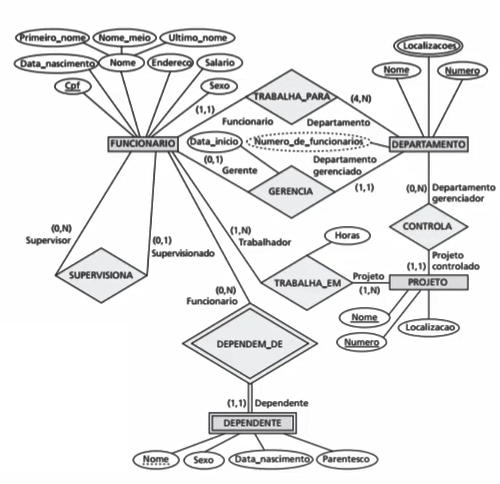 Primeiro_nome
Nome_meio
Ultimo_nome
Localizacoes
Data_nascimento
Nome
Endereco
Salario
Nome
Numero
Cpf
Sexo
TRABALHA_PARA
(1,1)
(4,N)
Funcionario
Departamento
FUNCIONARIO
Data_inicio
Numero_de_funcionarios
DEPARTAMENTO
(0,1)
Gerente
Departamento
gerenciado
GERENCIA
(1,1)
(0,N)
Departamento
gerenciador
CONTROLA
(0,N)
Supervisor
(0,1)
Supervisionado
(1,N)
Trabalhador
Horas
Projeto
controlado
(1,1)
SUPERVISIONA
TRABALHA_EM
Projeto
(1,N)
PROJETO
(0,N)
Funcionario
Nome
Localizacao
Numero
DEPENDEM_DE
(1,1)
Dependente
DEPENDENTE
Nome
Sexo
Data_nascimento
Parentesco